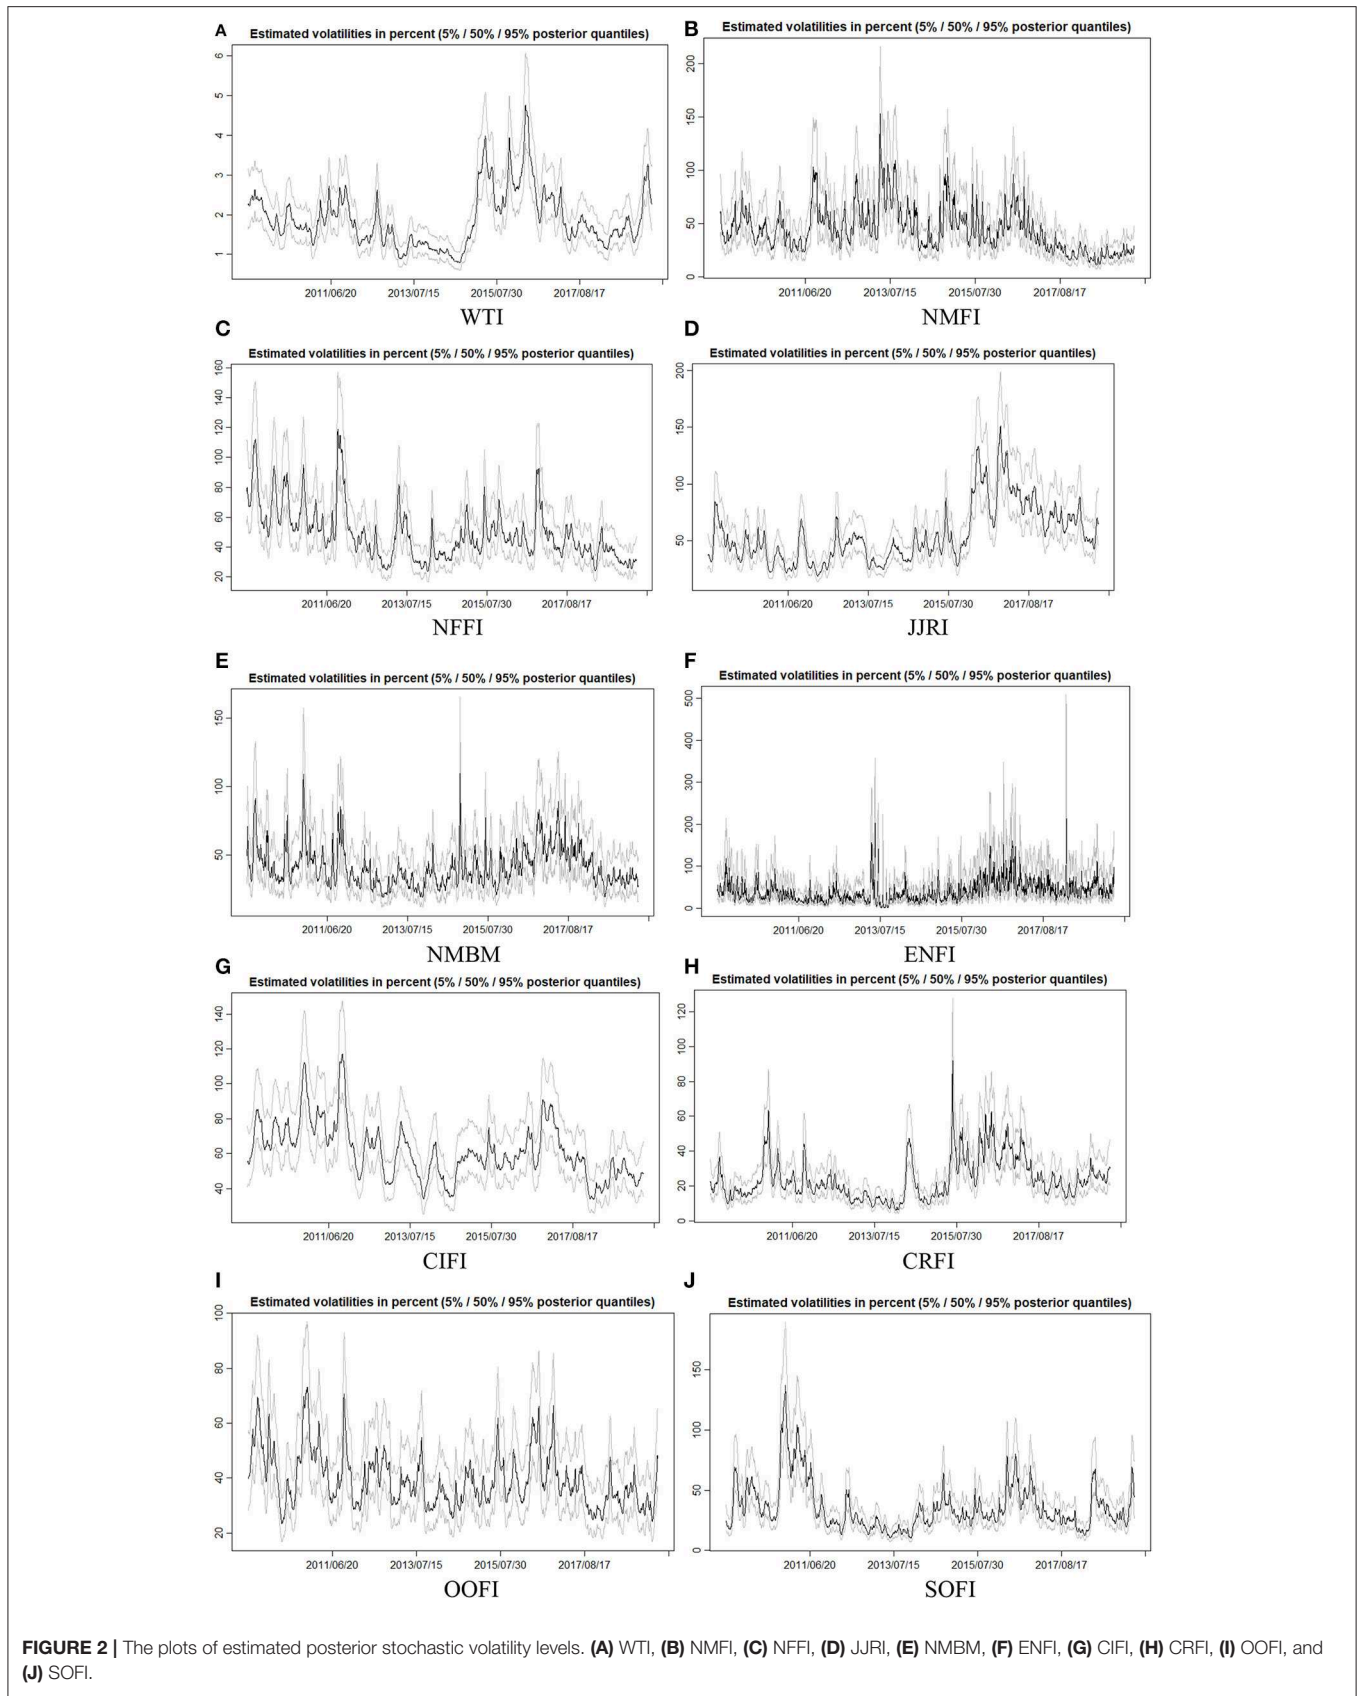 A
Estimated volatilities in percent (5% / 50% / 95% posterior quantiles)
6
5
4
3
2
1
2011/06/20 2013/07/15 2015/07/30 2017/08/17
WTI
B
Estimated volatilities in percent (5% / 50% / 95% posterior quantiles)
200
150
100
50
0
2011/06/20 2013/07/15 2015/07/30 2017/08/17
NMFI
C
Estimated volatilities in percent (5% / 50% / 95% posterior quantiles)
160
140
120
100
80
60
40
20
2011/06/20 2013/07/15 2015/07/30 2017/08/17
NFFI
D
Estimated volatilities in percent (5% / 50% / 95% posterior quantiles)
200
150
100
50
2011/06/20 2013/07/15 2015/07/30 2017/08/17
JJRI
E
Estimated volatilities in percent (5% / 50% / 95% posterior quantiles)
150
100
50
2011/06/20 2013/07/15 2015/07/30 2017/08/17
NMBM
F
Estimated volatilities in percent (5% / 50% / 95% posterior quantiles)
500
400
300
200
100
0
2011/06/20 2013/07/15 2015/07/30 2017/08/17
ENFI
G
Estimated volatilities in percent (5% / 50% / 95% posterior quantiles)
140
120
100
80
60
40
2011/06/20 2013/07/15 2015/07/30 2017/08/17
CIFI
H
Estimated volatilities in percent (5% / 50% / 95% posterior quantiles)
120
100
80
60
40
20
0
2011/06/20 2013/07/15 2015/07/30 2017/08/17
CRFI
I
Estimated volatilities in percent (5% / 50% / 95% posterior quantiles)
100
80
60
40
20
2011/06/20 2013/07/15 2015/07/30 2017/08/17
OOFI
J
Estimated volatilities in percent (5% / 50% / 95% posterior quantiles)
150
100
50
0
2011/06/20 2013/07/15 2015/07/30 2017/08/17
SOFI
FIGURE 2 | The plots of estimated posterior stochastic volatility levels. (A) WTI, (B) NMFI, (C) NFFI, (D) JJRI, (E) NMBM, (F) ENFI, (G) CIFI, (H) CRFI, (I) OOFI, and
(J) SOFI.